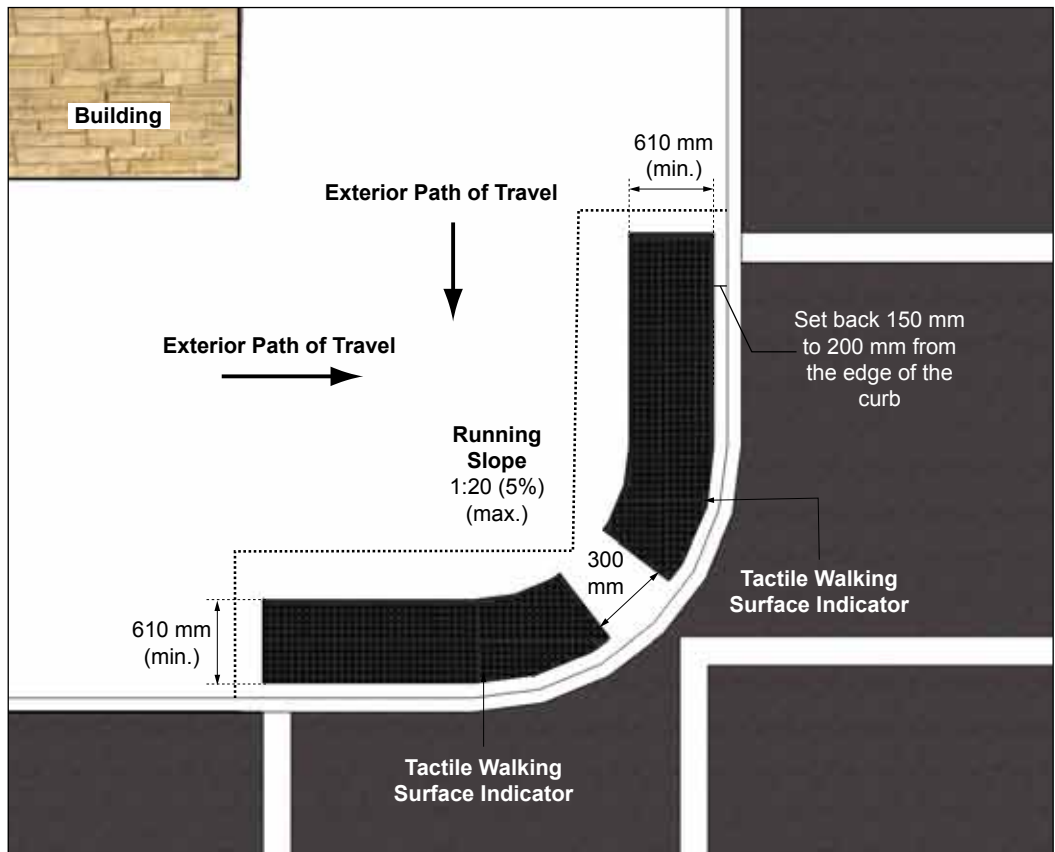 Building
610 mm
(min.)
Exterior Path of Travel
Exterior Path of Travel
Set back 150 mm
to 200 mm from
the edge of the
curb
Running
Slope
1:20 (5%)
(max.)
300
mm
Tactile Walking
Surface Indicator
610 mm
(min.)
Tactile Walking
Surface Indicator